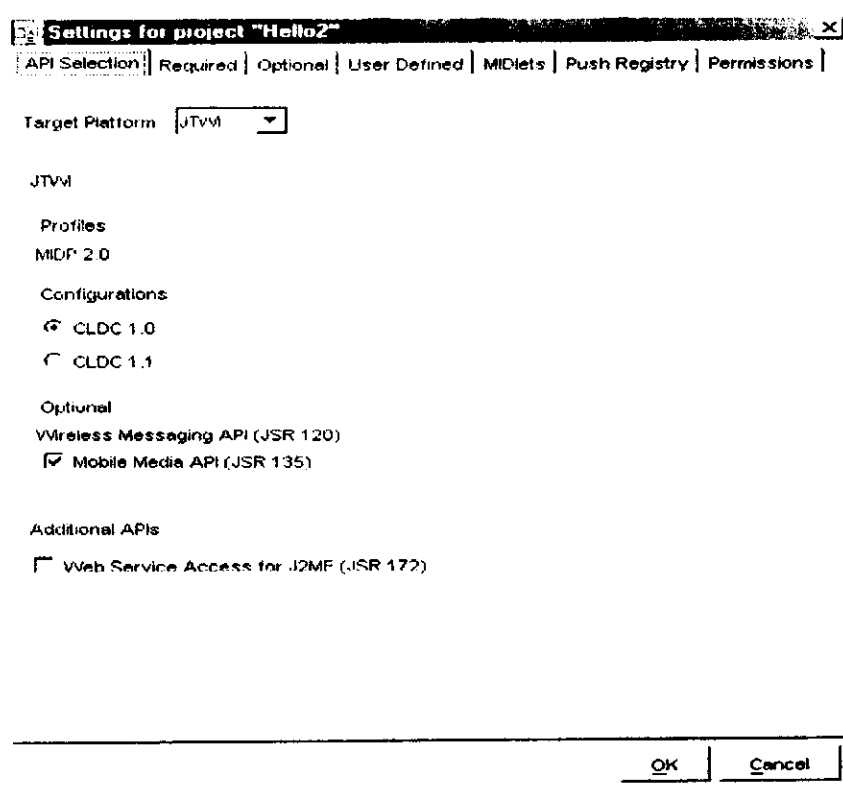 Settings for project "Hello2"
API Selection Required Optional User Defined MIDlets Push Registry Permissions
Target Platform JTWI
JTWI
Profiles
MIDP 2.0
Configurations
CLDC 1.0
CLDC 1.1
Optional
Wireless Messaging API (JSR 120)
Mobile Media API (JSR 135)
Additional APIs
Web Service Access for J2ME (JSR 172)
OK Cancel